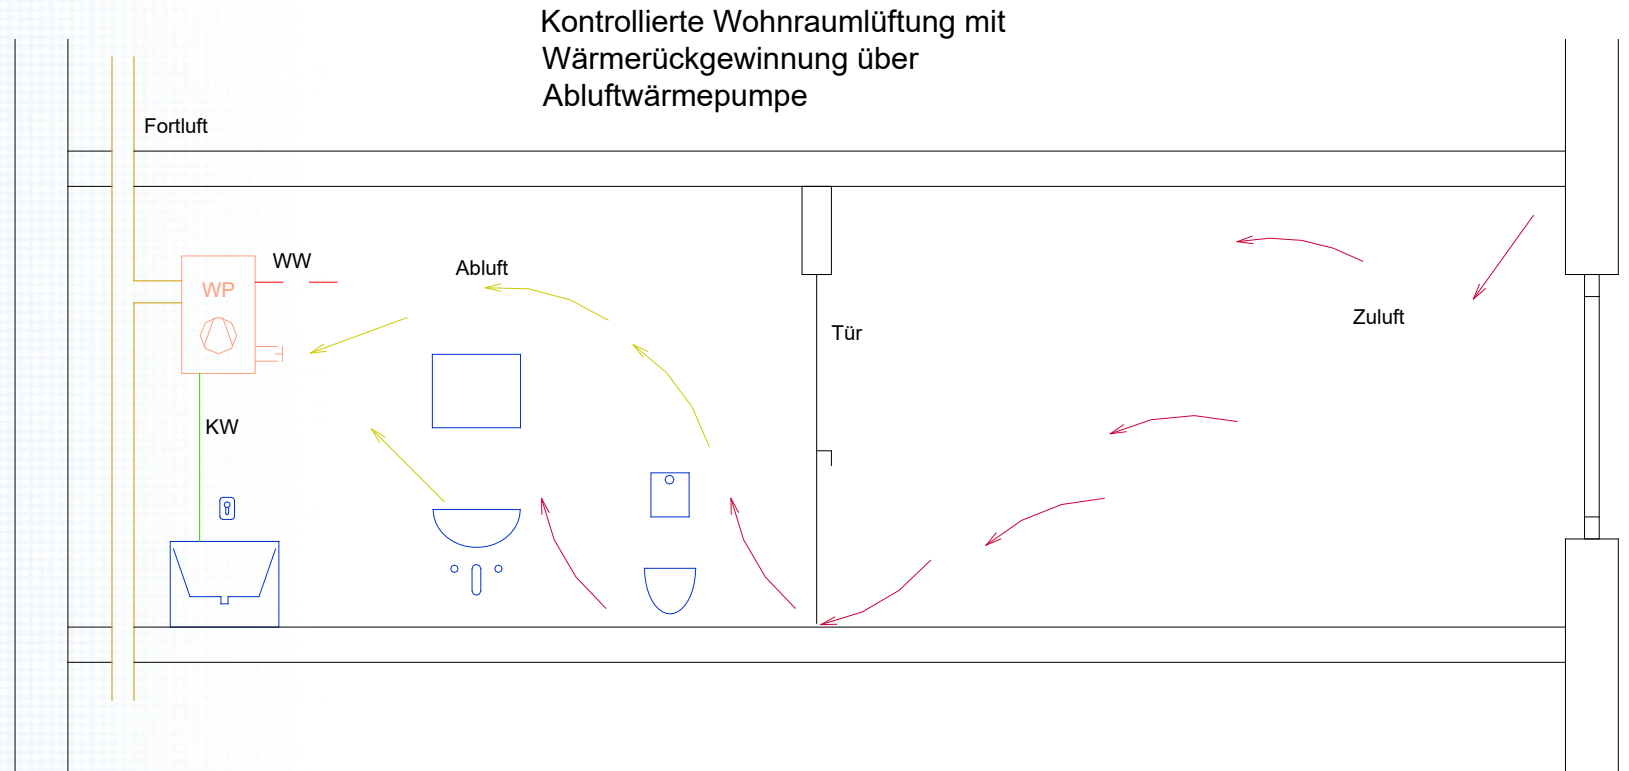 Kontrollierte Wohnraumlüftung mit
Wärmerückgewinnung über
Abluftwärmepumpe
Fortluft
WW
Abluft
WP
Zuluft
Tür
KW